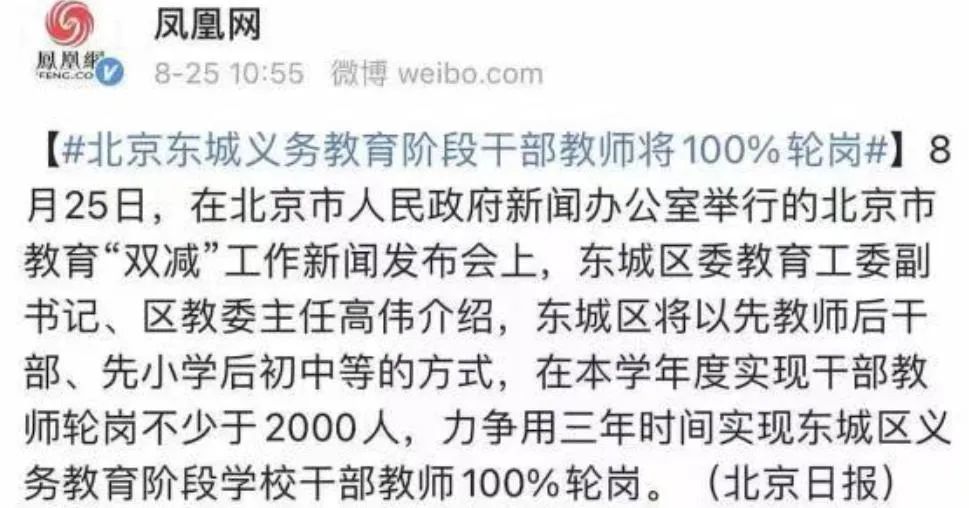 凤凰网
鳳凰網
FENG.CO
8-25 10:55 微博 weibo.com
【#北京东城义务教育阶段干部教师将100%轮岗#】8
月25日，在北京市人民政府新闻办公室举行的北京市
教育“双减”工作新闻发布会上，东城区委教育工委副
书记、区教委主任高伟介绍，东城区将以先教师后干
部、先小学后初中等的方式，在本学年度实现干部教
师轮岗不少于2000人，力争用三年时间实现东城区义
务教育阶段学校干部教师100%轮岗。（北京日报）